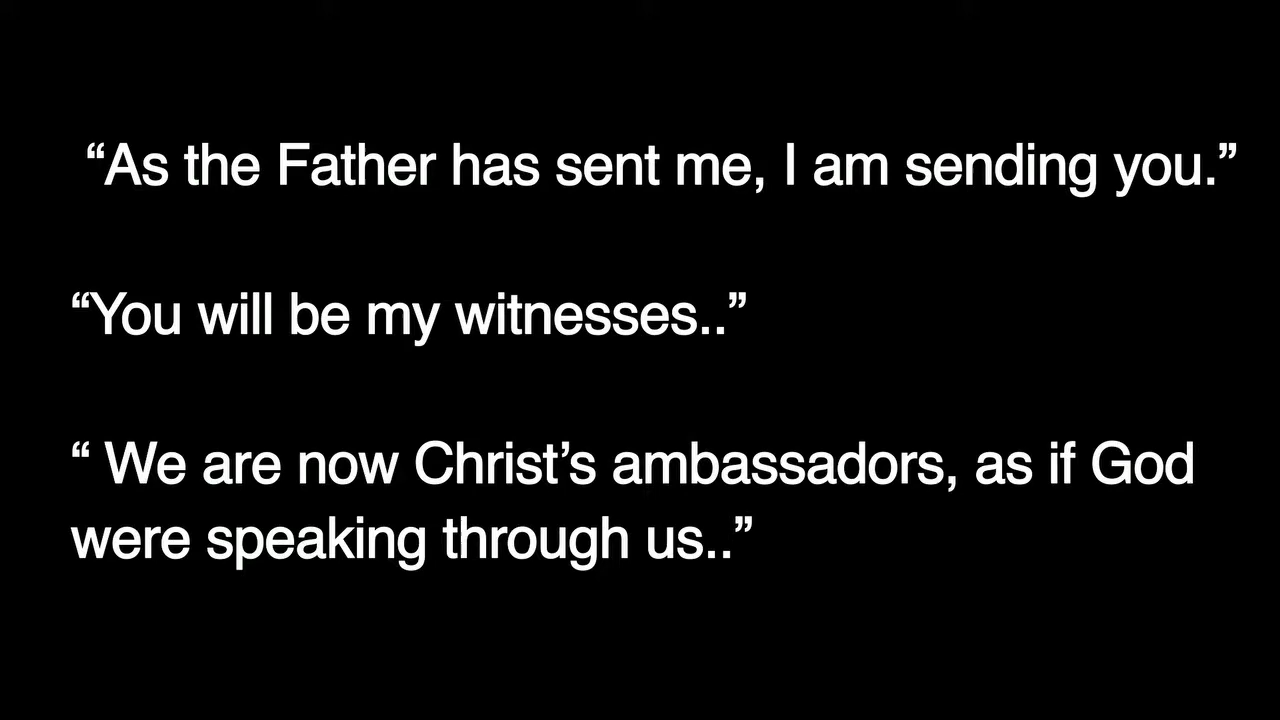 “As the Father has sent me, I am sending you.”
“You will be my witnesses..”
“ We are now Christ’s ambassadors, as if God
were speaking through us..”